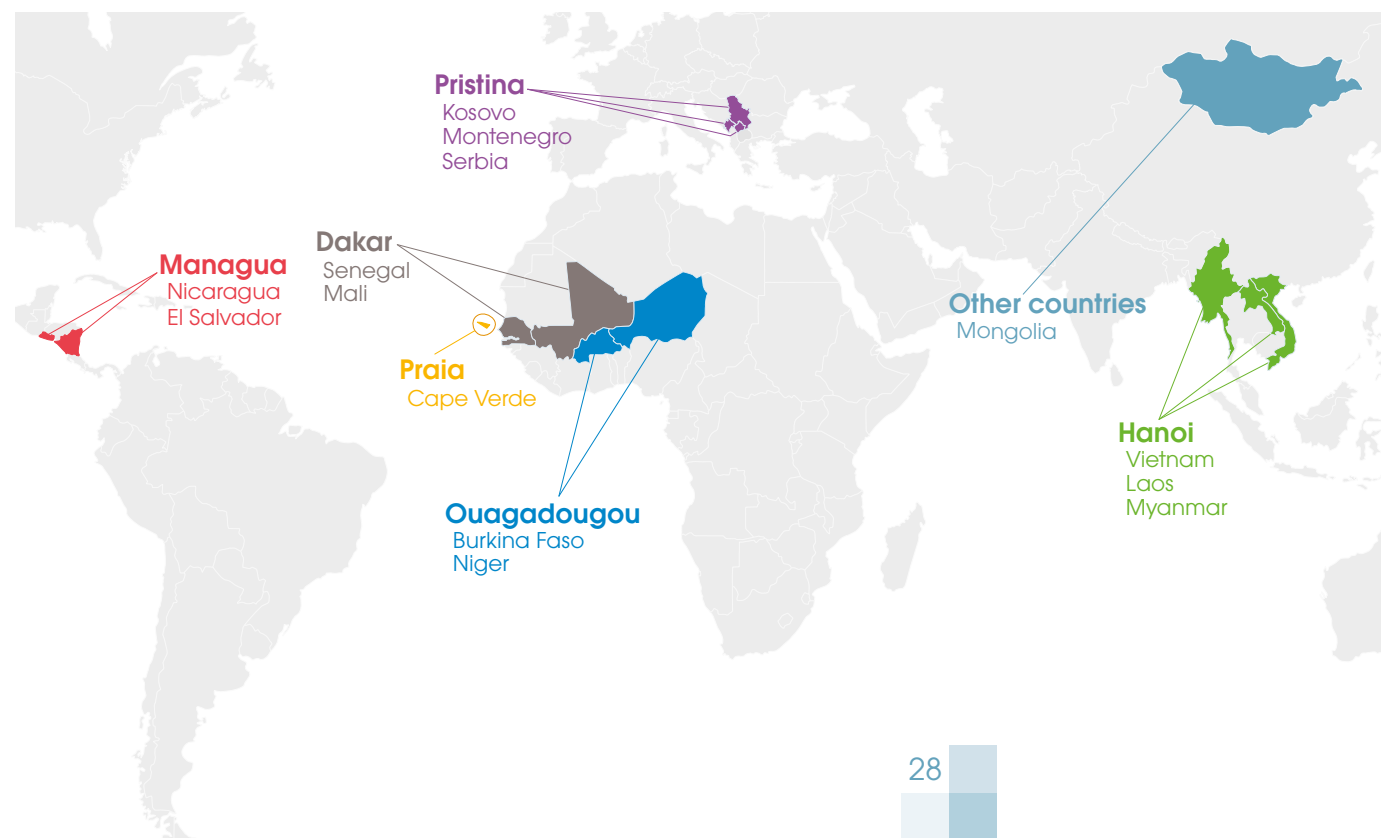 Pristina
Kosovo
Montenegro
Serbia
Dakar
Senegal
Mali
Managua
Nicaragua
El Salvador
Praia
Cape Verde
Ouagadougou
Burkina Faso
Niger
Other countries
Mongolia
Hanoi
Vietnam
Laos
Myanmar
28